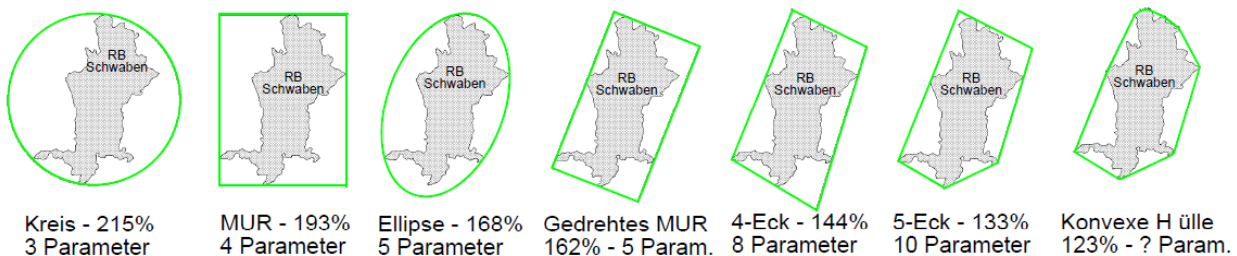 RB
Schwaben
Kreis - 215%
3 Parameter
RB
Schwaben
MUR - 193%
4 Parameter
RB
Schwaben
Ellipse - 168%
5 Parameter
RB
Schwaben
Gedrehtes MUR
162% - 5 Param.
RB
Schwaben
4-Eck - 144%
8 Parameter
RB
Schwaben
5-Eck - 133%
10 Parameter
RB
Schwaben
Konvexe H ülle
123% - ? Param.